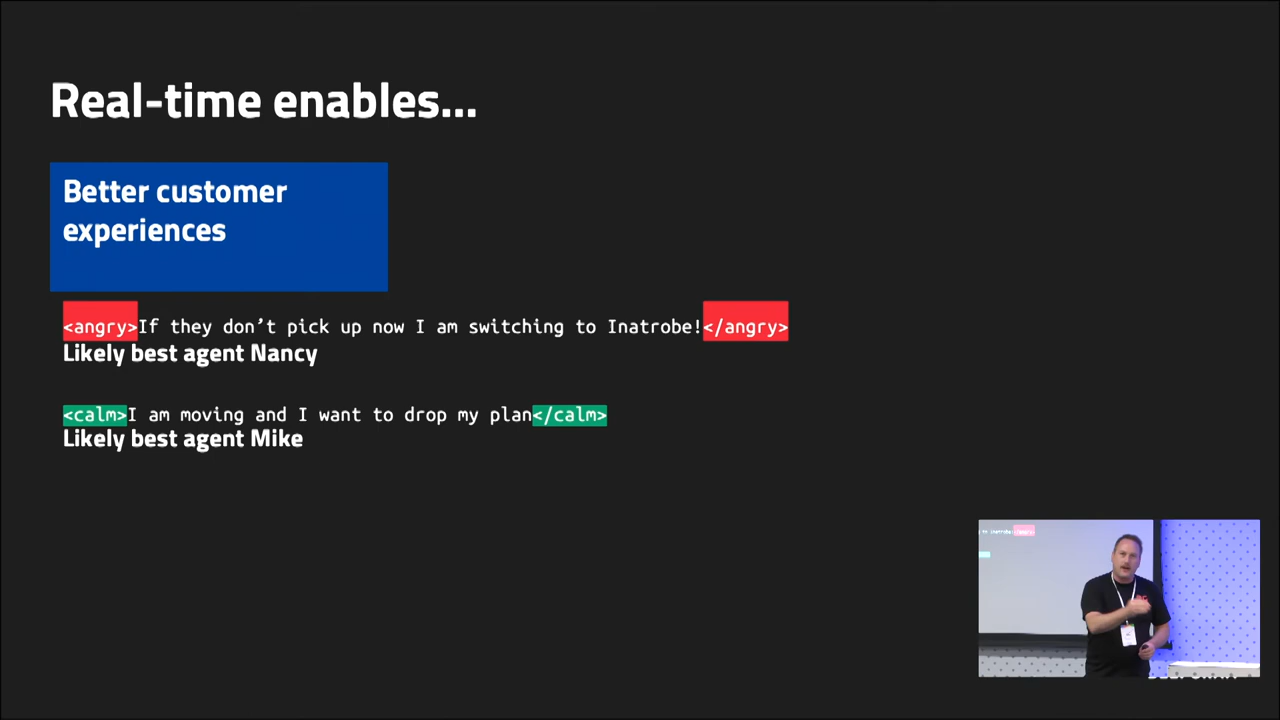 Real-time enables...
Better customer
experiences
<angry>If they don’t pick up now I am switching to Inatrobe!</angry>
Likely best agent Nancy
<calm>I am moving and I want to drop my plan</calm>
Likely best agent Mike